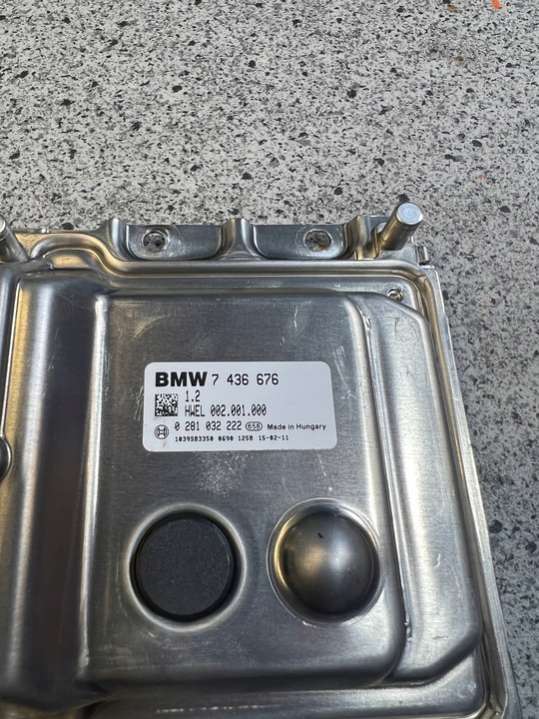 BMW 7 436 676
1.2
HWEL 002.001.000
0 281 032 222 658 Made in Hungary
1039S83350 0690 1258 15-02-11